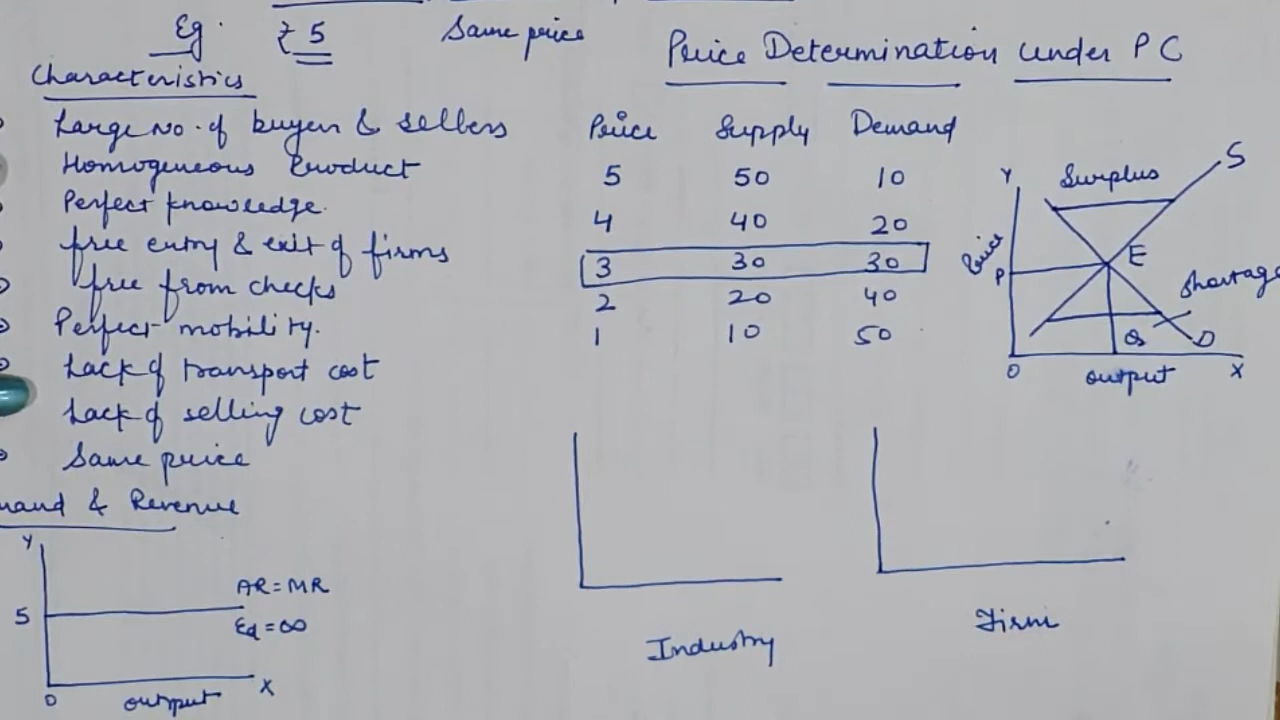 Eg. ₹ 5 Same price
Characteristics
Large No. of buyers & sellers
Homogeneous Product
Perfect knowledge.
free entry & exit of firms
free from checks
Perfect mobility.
Lack of transport cost
Lack of selling cost
Same price
mand & Revenue
Y
5
AR = MR
Ed = ∞
O output X
Price Determination under PC
Price Supply Demand
5 50 10
4 40 20
3 30 30
2 20 40
1 10 50
Y Surplus S
Price
P E
Shortage
Q D
O output X
Industry
Firm